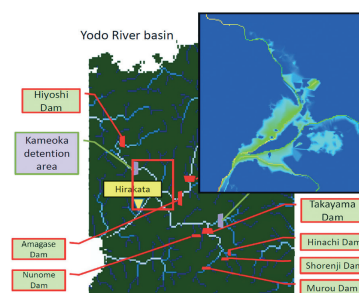 Yodo River basin
Hiyoshi
Dam
Kameoka
detention
area
Hirakata
Amagase
Dam
Nunome
Dam
Takayama
Dam
Hinachi Dam
Shorenji Dam
Murou Dam